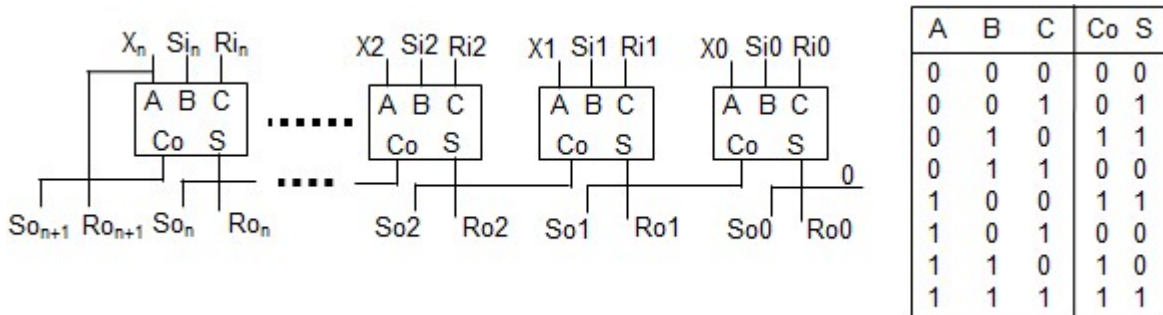 Xn Sin Rin X2 Si2 Ri2 X1 Si1 Ri1 X0 Si0 Ri0
A B C A B C A B C A B C
Co S Co S Co S Co S
0
Son+1 Ron+1 Son Ron So2 Ro2 So1 Ro1 So0 Ro0
A B C Co S
0 0 0 0 0
0 0 1 0 1
0 1 0 1 1
0 1 1 0 0
1 0 0 1 1
1 0 1 0 0
1 1 0 1 0
1 1 1 1 1